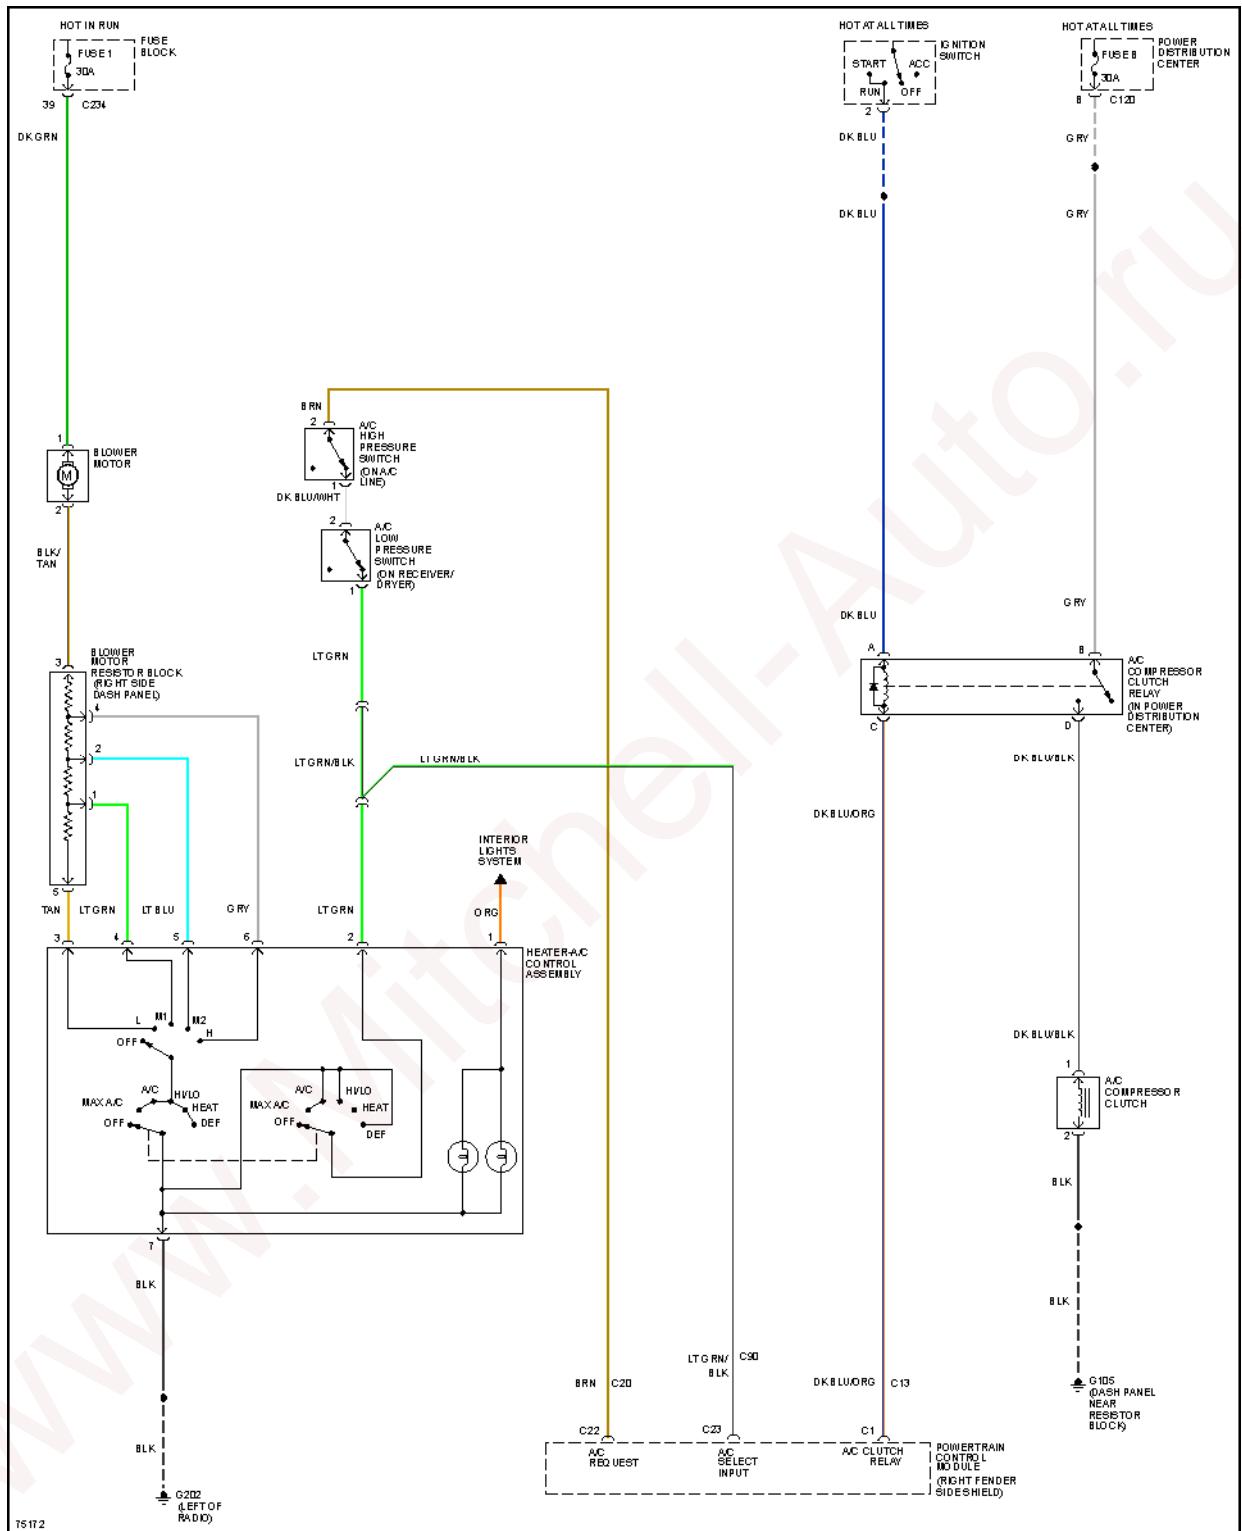 HOT IN RUN
FUSE 1
30A
FUSE
BLOCK
39
C234
DK GRN
HOT AT ALL TIMES
IGNITION
SWITCH
START
ACC
RUN
OFF
2
DK BLU
DK BLU
HOT AT ALL TIMES
POWER
DISTRIBUTION
CENTER
FUSE 8
30A
8
C120
GRY
GRY
1
BLOWER
MOTOR
M
2
BLK/
TAN
BRN
2
A/C
HIGH
PRESSURE
SWITCH
(ON A/C
LINE)
1
DK BLU/WHT
2
A/C
LOW
PRESSURE
SWITCH
(ON RECEIVER/
DRYER)
1
LT GRN
3
BLOWER
MOTOR
RESISTOR BLOCK
(RIGHT SIDE
DASH PANEL)
4
2
1
5
LT GRN/BLK
LT GRN/BLK
DK BLU
GRY
A
B
A/C
COMPRESSOR
CLUTCH
RELAY
(IN POWER
DISTRIBUTION
CENTER)
C
D
DK BLU/BLK
DK BLU/ORG
INTERIOR
LIGHTS
SYSTEM
TAN
LT GRN
LT BLU
GRY
LT GRN
ORG
3
4
5
6
2
1
HEATER-A/C
CONTROL
ASSEMBLY
L
M1
M2
H
OFF
A/C
HI/LO
MAX A/C
HEAT
OFF
DEF
A/C
HI/LO
MAX A/C
HEAT
OFF
DEF
7
BLK
BLK
G202
(LEFT OF
RADIO)
DK BLU/BLK
1
A/C
COMPRESSOR
CLUTCH
2
BLK
BLK
G105
(DASH PANEL
NEAR
RESISTOR
BLOCK)
BRN
C20
LT GRN/
BLK
C90
DK BLU/ORG
C13
C22
C23
C1
A/C
REQUEST
A/C
SELECT
INPUT
A/C CLUTCH
RELAY
POWERTRAIN
CONTROL
MODULE
(RIGHT FENDER
SIDE SHIELD)
75172
www.Mitchell-Auto.ru